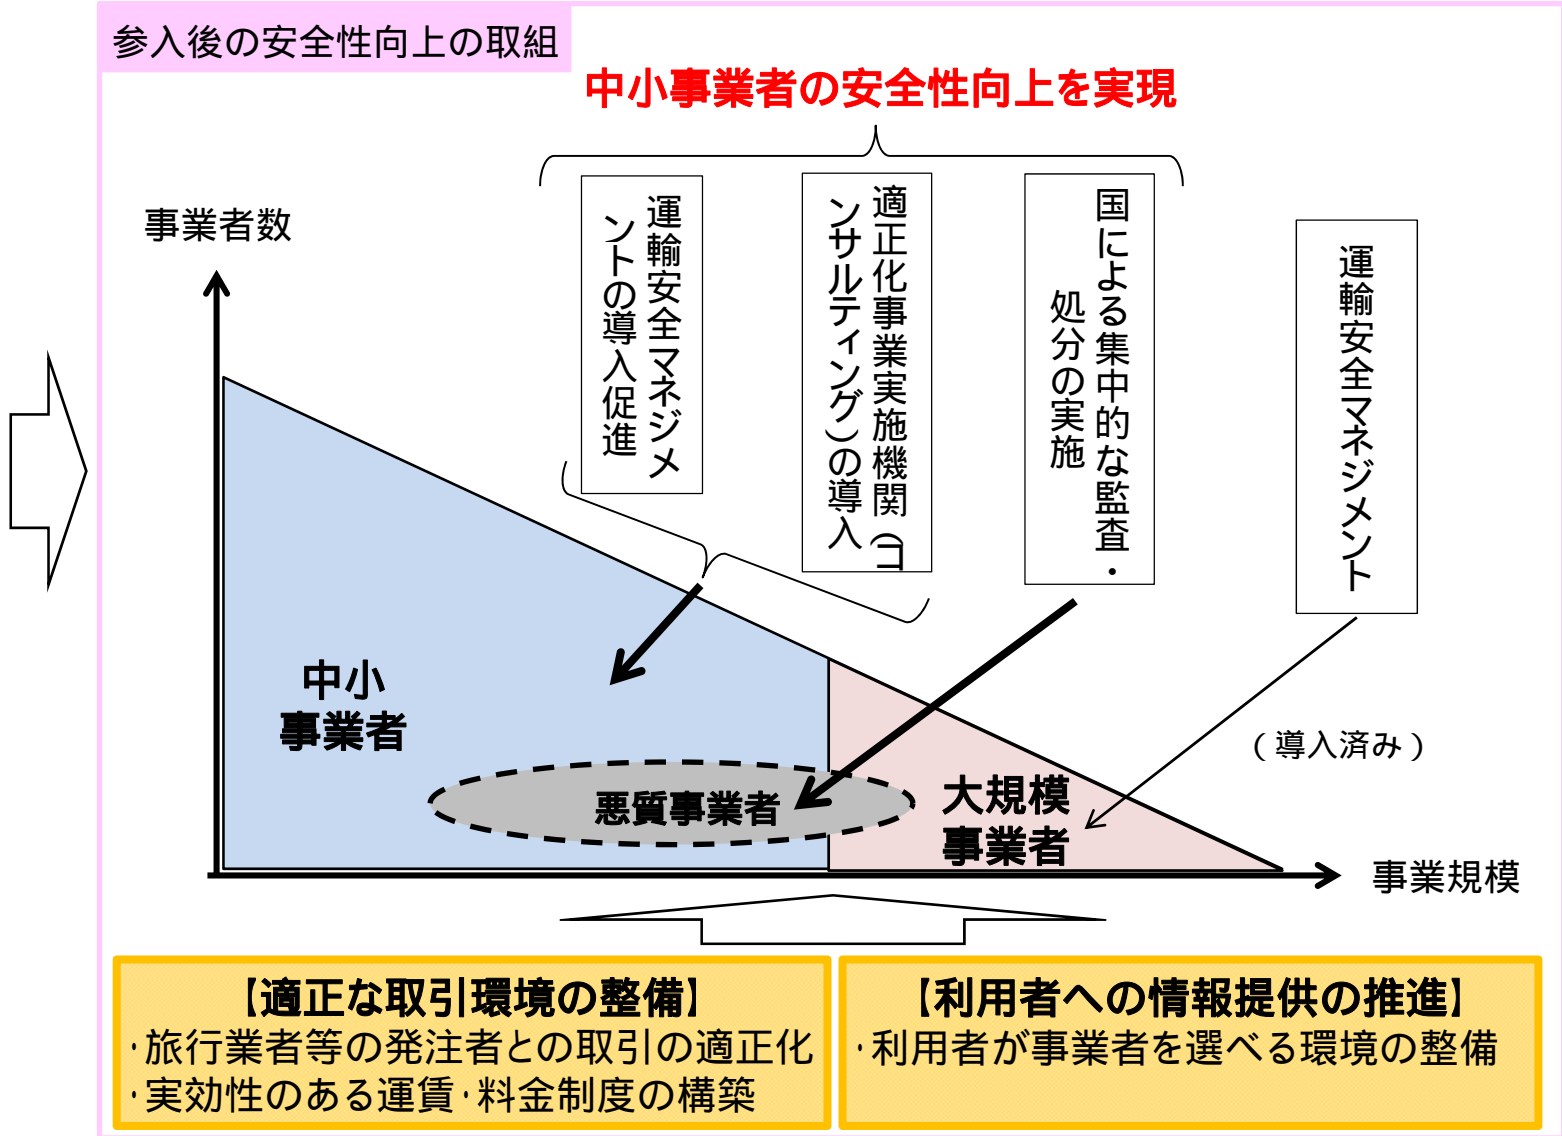 参入後の安全性向上の取組
中小事業者の安全性向上を実現
事業者数
運輸安全マネジメ
ントの導入促進
適正化事業実施機関(コ
ンサルティング)の導入
国による集中的な監査・
処分の実施
運輸安全マネジメント
中小
事業者
悪質事業者
大規模
事業者
(導入済み)
事業規模
【適正な取引環境の整備】
・旅行業者等の発注者との取引の適正化
・実効性のある運賃・料金制度の構築
【利用者への情報提供の推進】
・利用者が事業者を選べる環境の整備